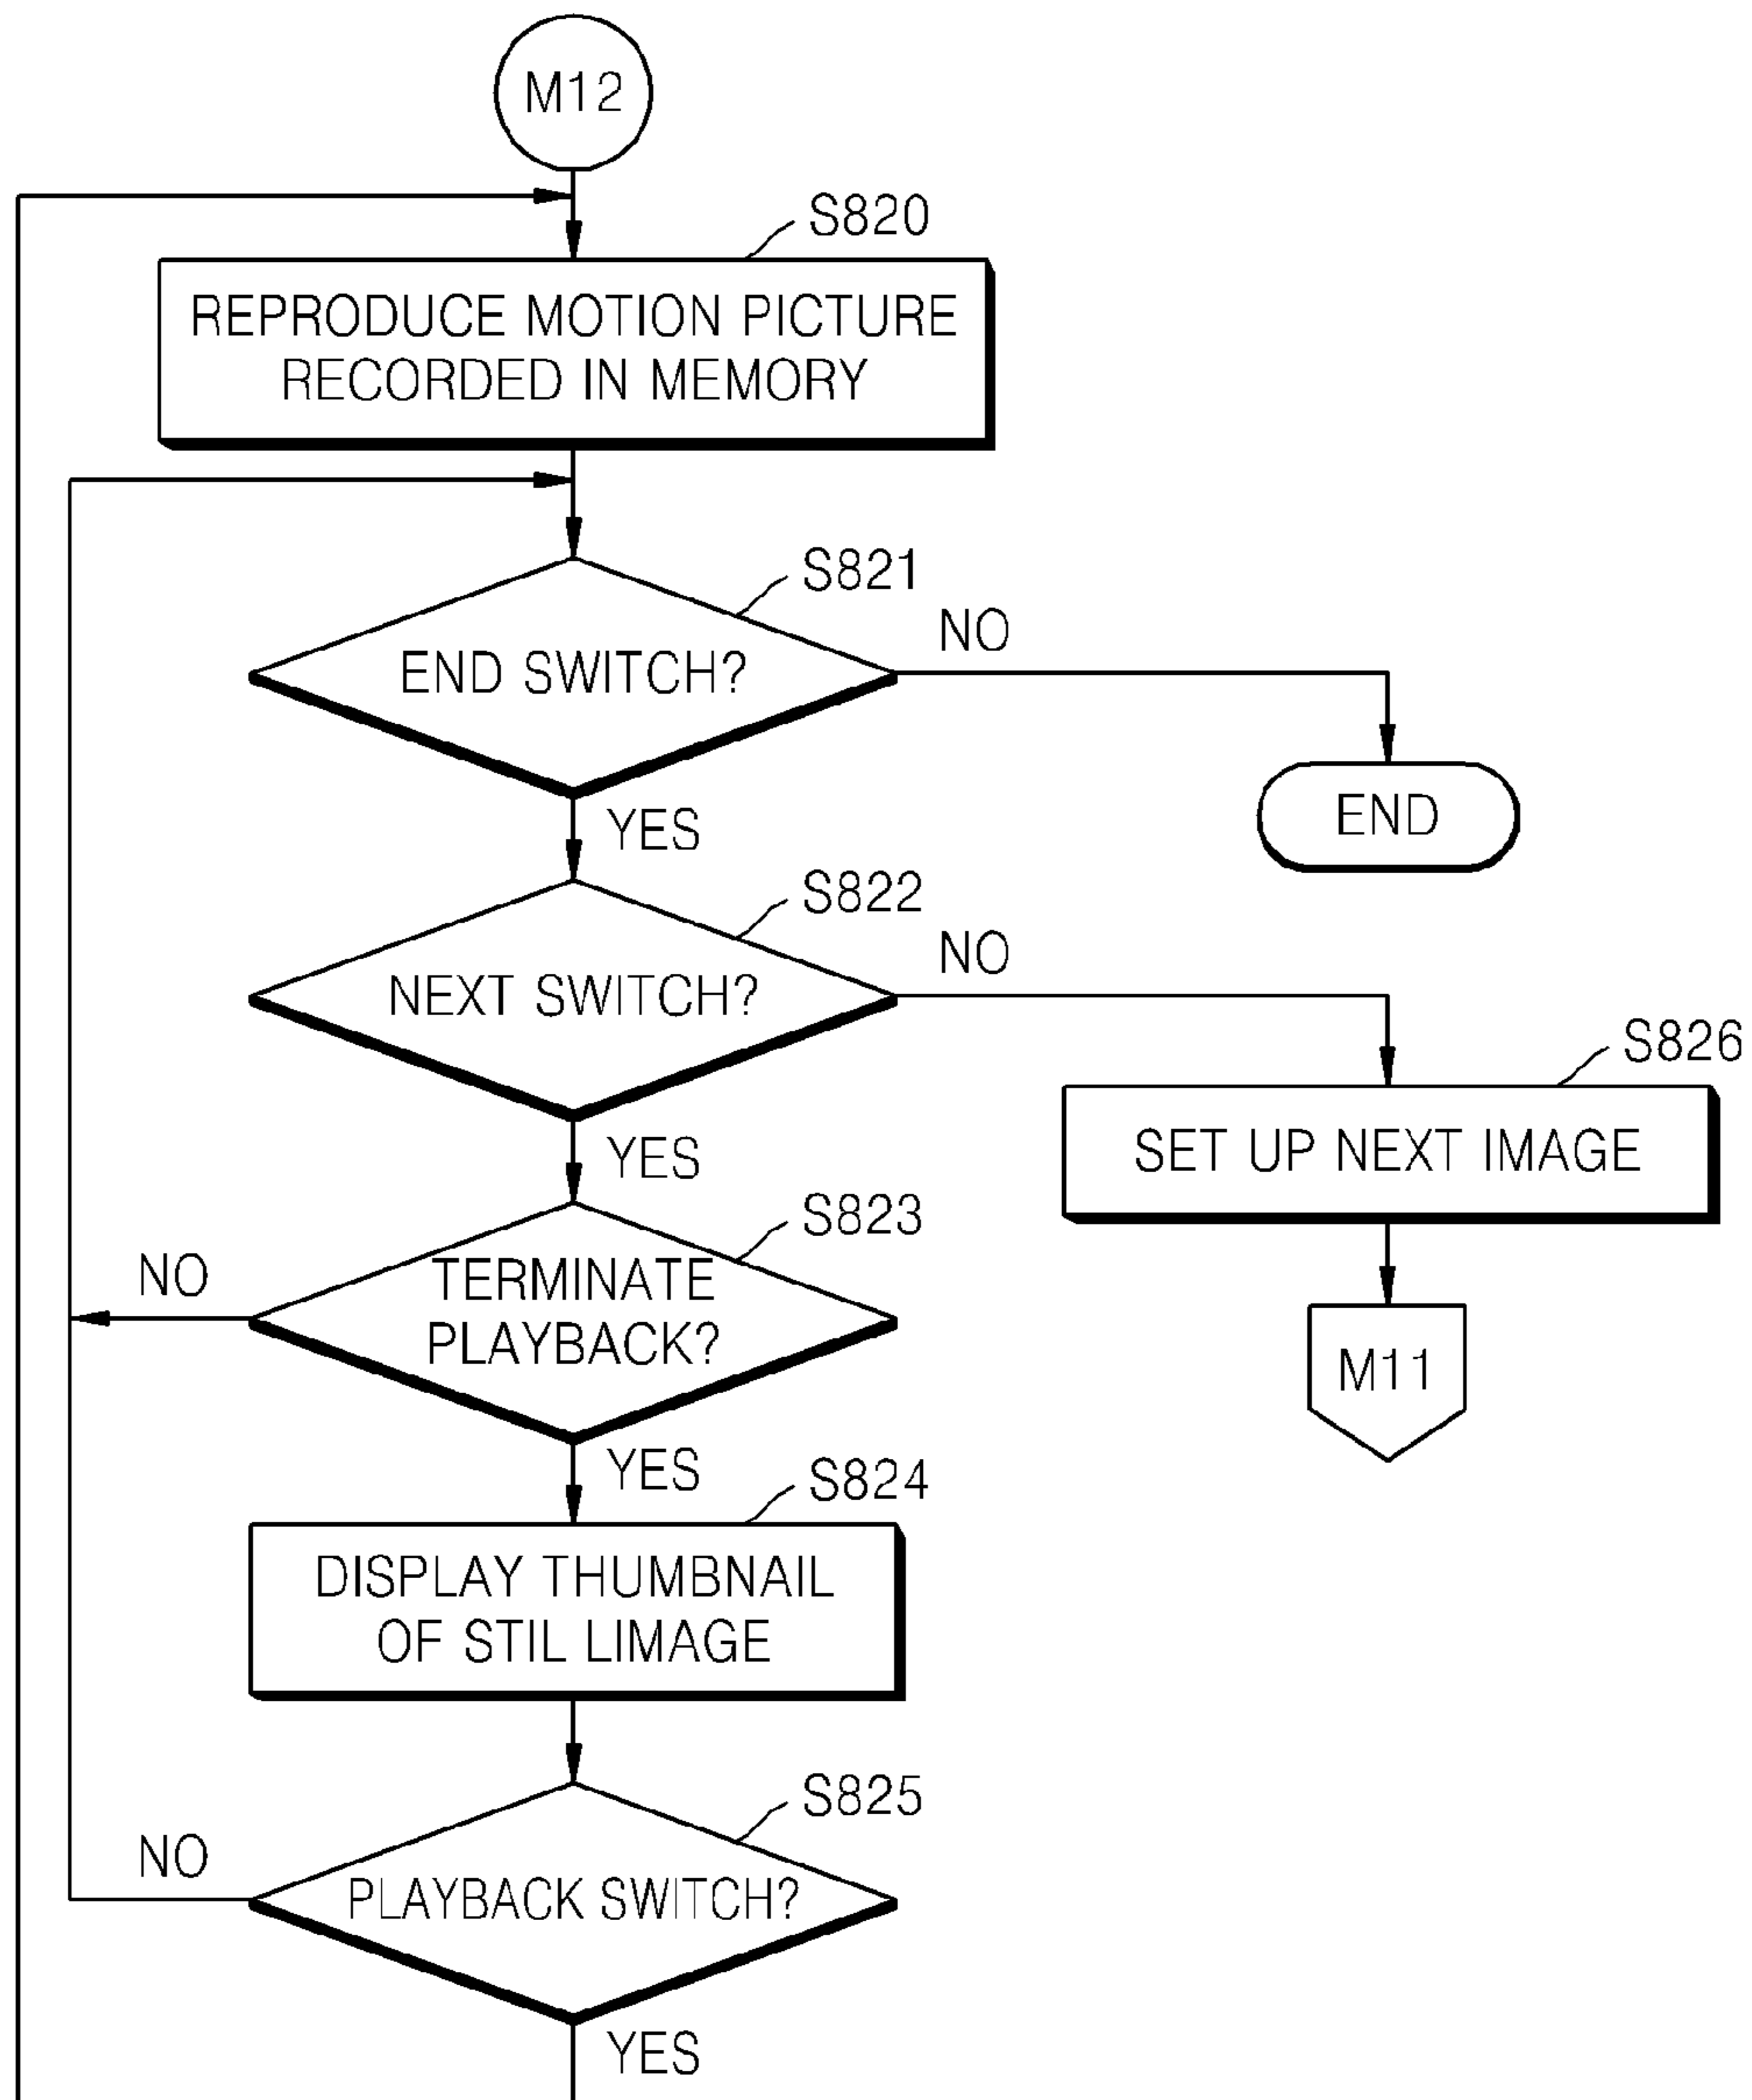 M12
S820
REPRODUCE MOTION PICTURE
RECORDED IN MEMORY
S821
END SWITCH?
NO
END
YES
S822
NEXT SWITCH?
NO
S826
SET UP NEXT IMAGE
M11
YES
S823
TERMINATE
PLAYBACK?
NO
YES
S824
DISPLAY THUMBNAIL
OF STIL LIMAGE
S825
PLAYBACK SWITCH?
NO
YES